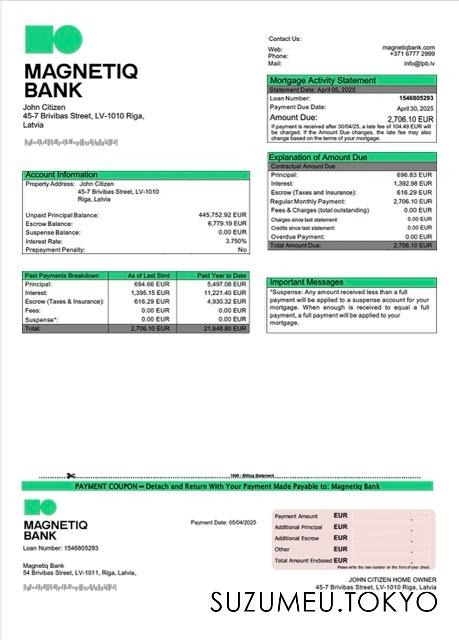 MAGNETIQ
BANK
John Citizen
45-7 Brivibas Street, LV-1010 Riga,
Latvia
Contact Us:
Web: magnetiqbank.com
Phone: +371 6777 2999
Mail: info@lpb.lv
Mortgage Activity Statement
Statement Date: April 05, 2025
Loan Number: 1546805293
Payment Due Date: April 30, 2025
Amount Due: 2,706.10 EUR
If payment is received after 30/04/25, a late fee of 104.49 EUR will
be charged. If the Amount Due changes, the late fee may also
change based on the terms of your mortgage.
Account Information
Property Address: John Citizen
45-7 Brivibas Street, LV-1010
Riga, Latvia
Unpaid Principal Balance: 445,752.92 EUR
Escrow Balance: 6,779.19 EUR
Suspense Balance: 0.00 EUR
Interest Rate: 3.750%
Prepayment Penalty: No
Explanation of Amount Due
Contractual Amount Due
Principal: 696.83 EUR
Interest: 1,392.98 EUR
Escrow (Taxes and Insurance): 616.29 EUR
Regular Monthly Payment: 2,706.10 EUR
Fees & Charges (total outstanding) 0.00 EUR
Charges since last statement: 0.00 EUR
Credits since last statement: 0.00 EUR
Overdue Payment: 0.00 EUR
Total Amount Due: 2,706.10 EUR
Past Payments Breakdown As of Last Stmt Paid Year to Date
Principal: 694.66 EUR 5,497.08 EUR
Interest: 1,395.15 EUR 11,221.40 EUR
Escrow (Taxes & Insurance): 616.29 EUR 4,930.32 EUR
Fees: 0.00 EUR 0.00 EUR
Suspense*: 0.00 EUR 0.00 EUR
Total: 2,706.10 EUR 21,648.80 EUR
Important Messages
*Suspense: Any amount received less than a full
payment will be applied to a suspense account for your
mortgage. When enough is received to equal a full
payment, a full payment will be applied to your
mortgage.
1000 - Billing Statement
PAYMENT COUPON – Detach and Return With Your Payment Made Payable to: Magnetiq Bank
MAGNETIQ
BANK
Loan Number: 1546805293
Magnetiq Bank
54 Brivibas Street, LV-1011, Riga, Latvia,
Payment Date: 05/04/2025
Payment Amount EUR .
Additional Principal EUR .
Additional Escrow EUR .
Other EUR .
Total Amount Enclosed EUR .
Please write the loan number on the front of your check.
JOHN CITIZEN HOME OWNER
45-7 Brivibas Street, LV-1010 Riga, Latvia
SUZUMEU.TOKYO